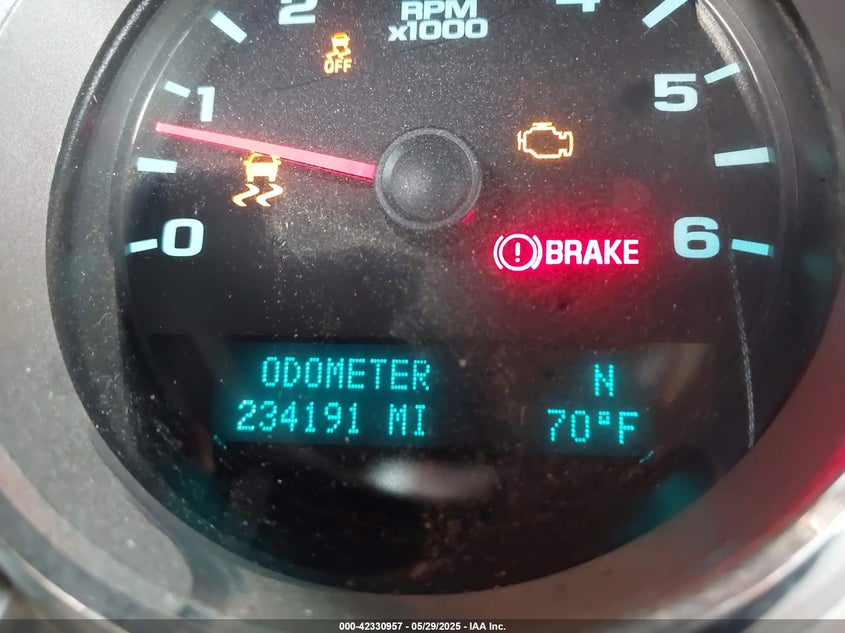 2
RPM
x1000
4
OFF
1
5
0
BRAKE
6
ODOMETER
234191 MI
N
70°F
000-42330957 - 05/29/2025 - IAA Inc.